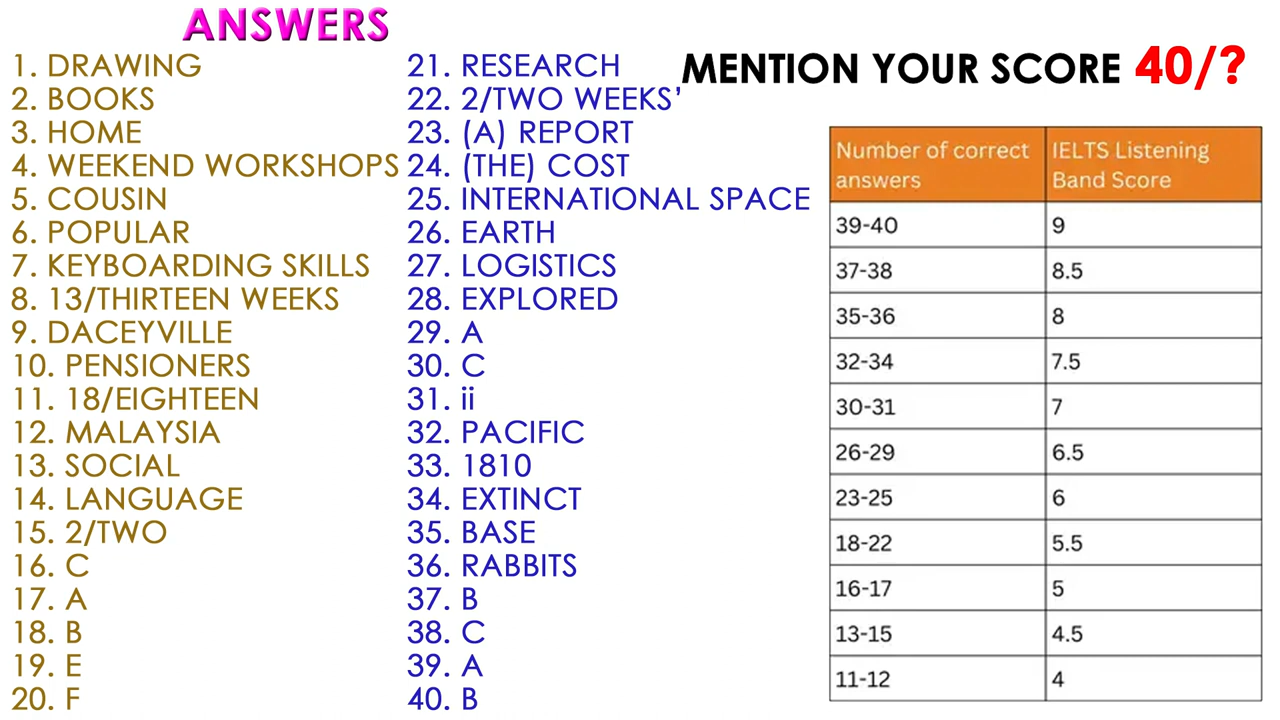 ANSWERS
1. DRAWING
2. BOOKS
3. HOME
4. WEEKEND WORKSHOPS
5. COUSIN
6. POPULAR
7. KEYBOARDING SKILLS
8. 13/THIRTEEN WEEKS
9. DACEYVILLE
10. PENSIONERS
11. 18/EIGHTEEN
12. MALAYSIA
13. SOCIAL
14. LANGUAGE
15. 2/TWO
16. C
17. A
18. B
19. E
20. F
21. RESEARCH
22. 2/TWO WEEKS’
23. (A) REPORT
24. (THE) COST
25. INTERNATIONAL SPACE
26. EARTH
27. LOGISTICS
28. EXPLORED
29. A
30. C
31. ii
32. PACIFIC
33. 1810
34. EXTINCT
35. BASE
36. RABBITS
37. B
38. C
39. A
40. B
MENTION YOUR SCORE 40/?
Number of correct answers IELTS Listening Band Score
39-40 9
37-38 8.5
35-36 8
32-34 7.5
30-31 7
26-29 6.5
23-25 6
18-22 5.5
16-17 5
13-15 4.5
11-12 4